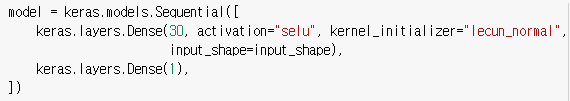 model = keras.models.Sequential([
    keras.layers.Dense(30, activation="selu", kernel_initializer="lecun_normal",
                       input_shape=input_shape),
    keras.layers.Dense(1),
])